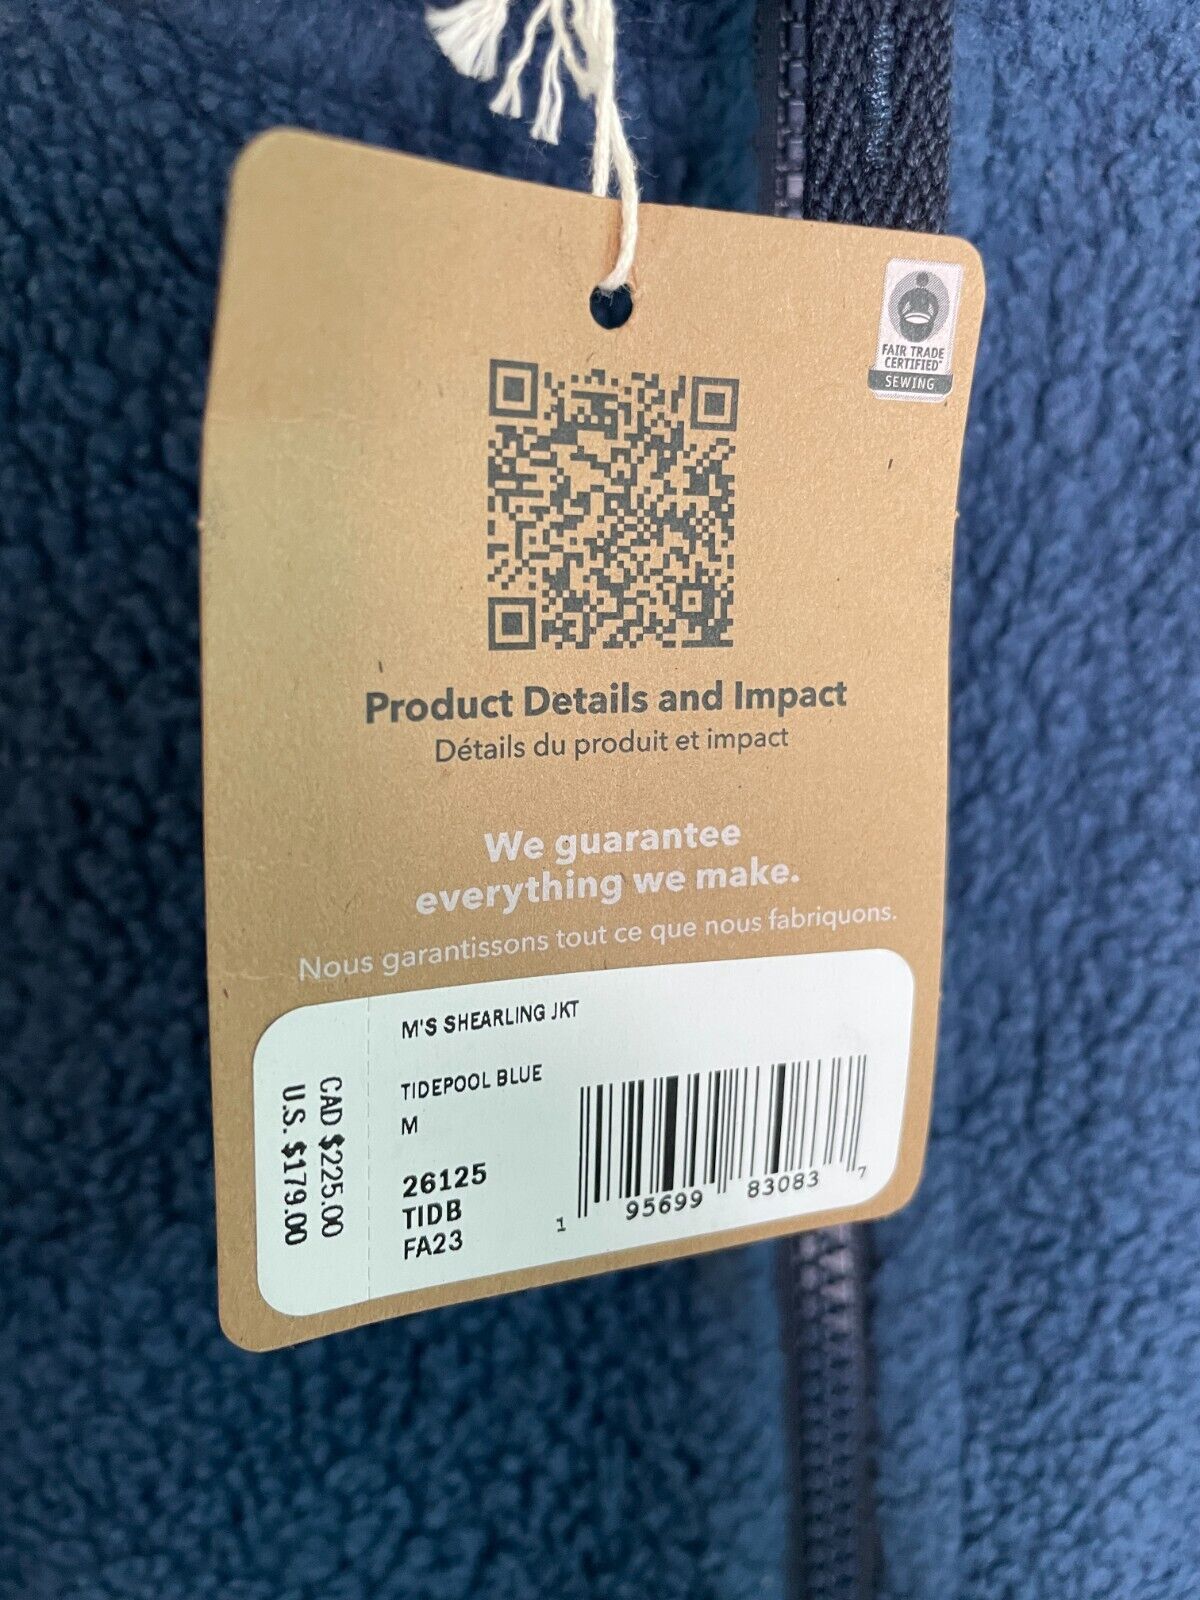 FAIR TRADE
CERTIFIED™
SEWING
Product Details and Impact
Détails du produit et impact
We guarantee
everything we make.
Nous garantissons tout ce que nous fabriquons.
M'S SHEARLING JKT
TIDEPOOL BLUE
M
26125
TIDB
FA23
CAD $225.00
U.S. $179.00
1 95699 83083 7